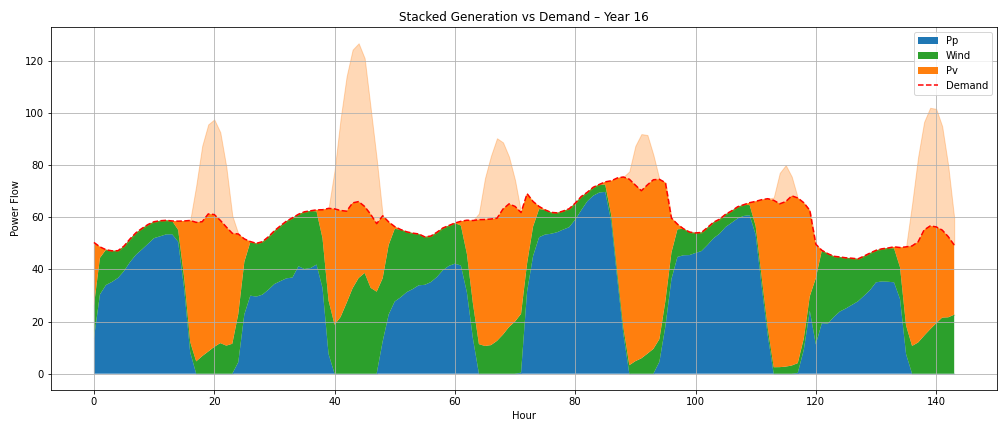 Stacked Generation vs Demand – Year 16
Pp
Wind
Pv
Demand
Power Flow
120
100
80
60
40
20
0
0 20 40 60 80 100 120 140
Hour